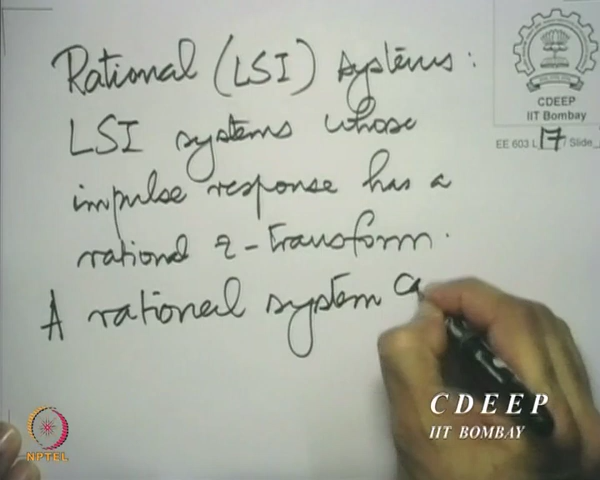 Rational (LSI) systems:
LSI systems whose
impulse response has a
rational z-transform.
A rational system c
CDEEP
IIT Bombay
EE 603 L 17 / Slide
NPTEL
CDEEP
IIT BOMBAY